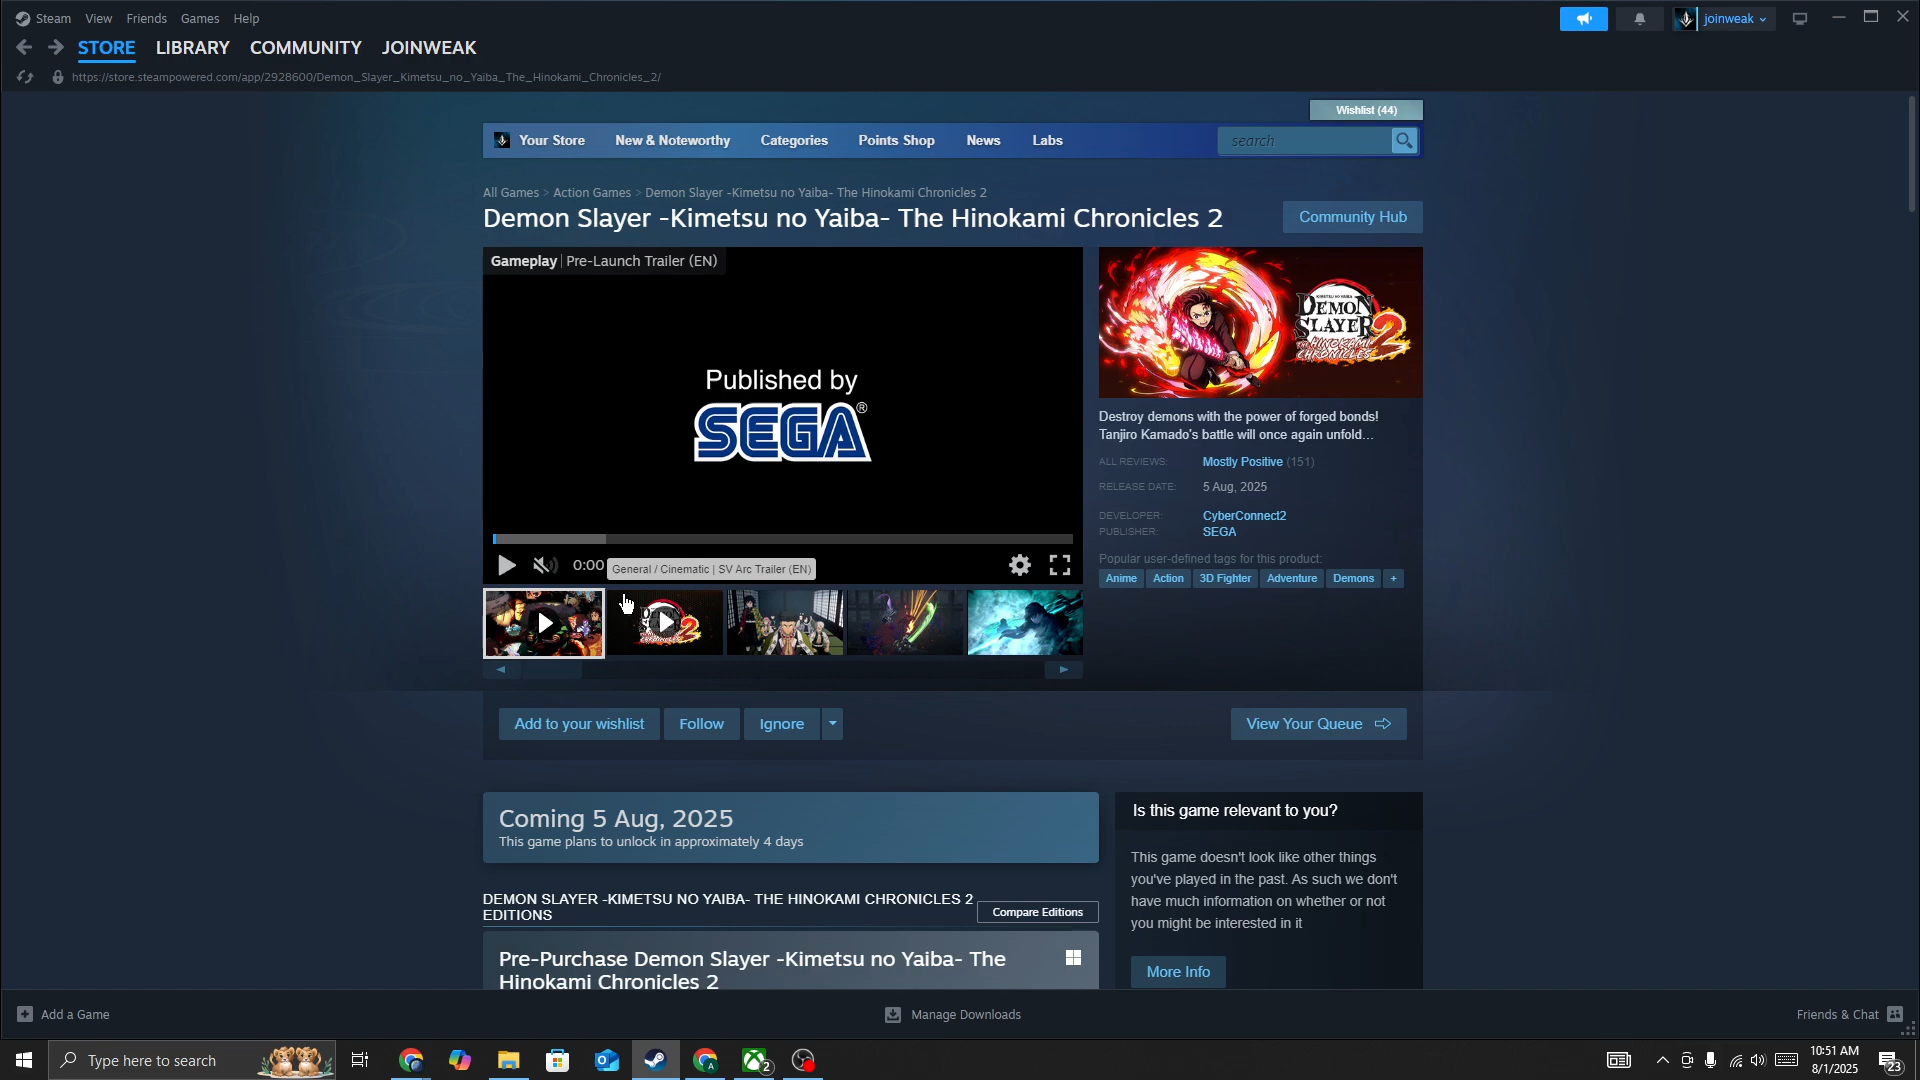 Steam View Friends Games Help
joinweak
STORE LIBRARY COMMUNITY JOINWEAK
https://store.steampowered.com/app/2928600/Demon_Slayer_Kimetsu_no_Yaiba_The_Hinokami_Chronicles_2/
Wishlist (44)
Your Store New & Noteworthy Categories Points Shop News Labs search
All Games > Action Games > Demon Slayer -Kimetsu no Yaiba- The Hinokami Chronicles 2
Demon Slayer -Kimetsu no Yaiba- The Hinokami Chronicles 2
Community Hub
Gameplay | Pre-Launch Trailer (EN)
Published by
SEGA®
0:00
General / Cinematic | SV Arc Trailer (EN)
DEMON
SLAYER
THE HINOKAMI
CHRONICLES 2
Destroy demons with the power of forged bonds!
Tanjiro Kamado's battle will once again unfold...
ALL REVIEWS: Mostly Positive (151)
RELEASE DATE: 5 Aug, 2025
DEVELOPER: CyberConnect2
PUBLISHER: SEGA
Popular user-defined tags for this product:
Anime Action 3D Fighter Adventure Demons +
Add to your wishlist Follow Ignore
View Your Queue
Coming 5 Aug, 2025
This game plans to unlock in approximately 4 days
DEMON SLAYER -KIMETSU NO YAIBA- THE HINOKAMI CHRONICLES 2
EDITIONS
Compare Editions
Pre-Purchase Demon Slayer -Kimetsu no Yaiba- The
Hinokami Chronicles 2
Is this game relevant to you?
This game doesn't look like other things
you've played in the past. As such we don't
have much information on whether or not
you might be interested in it
More Info
Add a Game
Manage Downloads
Friends & Chat
Type here to search
2
10:51 AM
8/1/2025
23